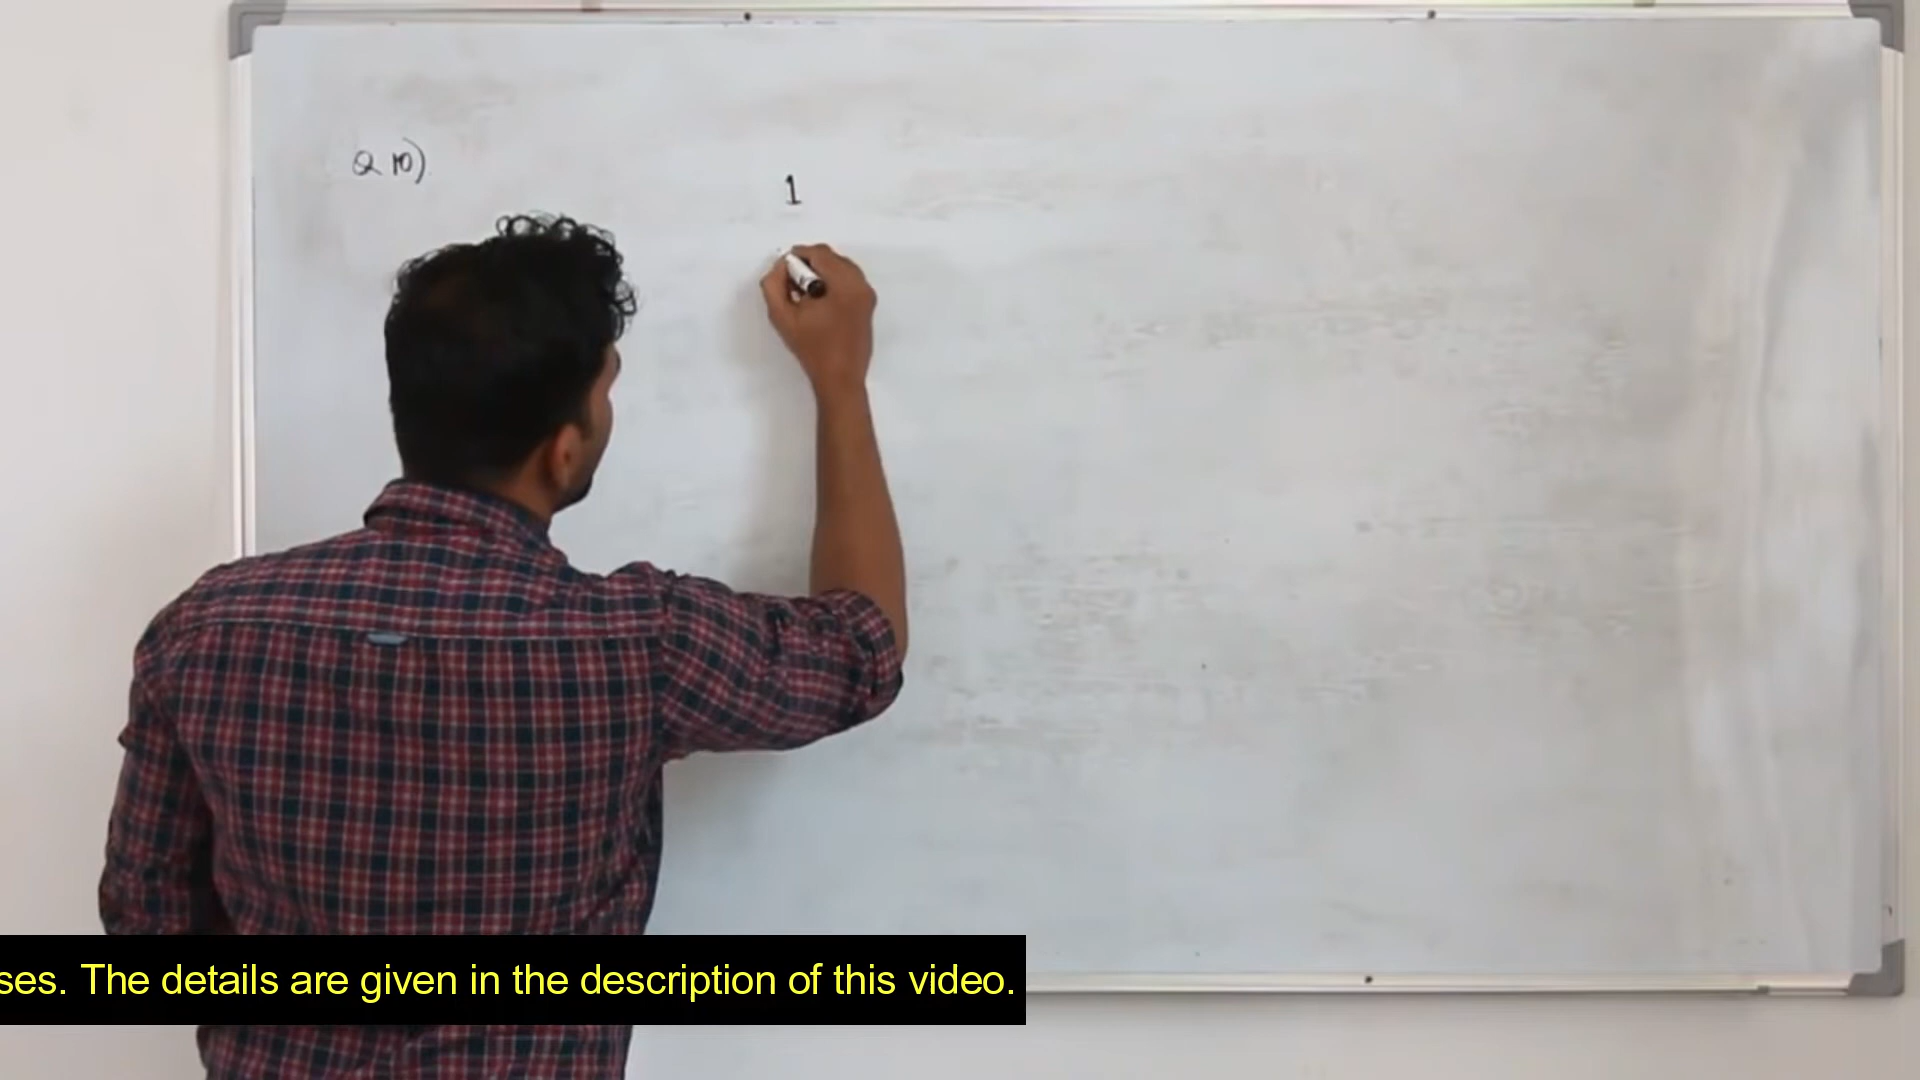 Q 10)
1
ses. The details are given in the description of this video.